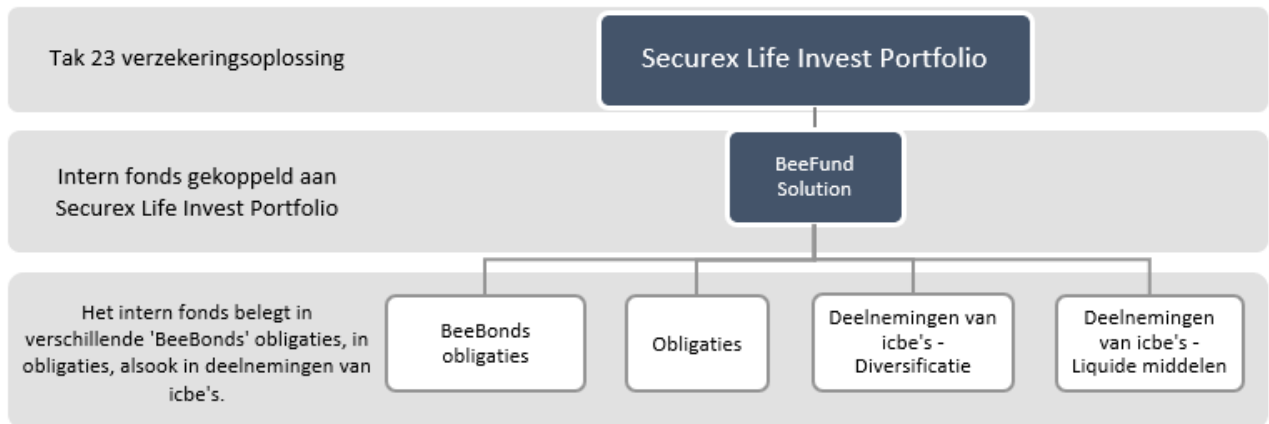 Tak 23 verzekeringsoplossing
Securex Life Invest Portfolio
Intern fonds gekoppeld aan
Securex Life Invest Portfolio
BeeFund
Solution
Het intern fonds belegt in
verschillende 'BeeBonds' obligaties, in
obligaties, alsook in deelnemingen van
icbe's.
BeeBonds
obligaties
Obligaties
Deelnemingen van
icbe's -
Diversificatie
Deelnemingen
van icbe's -
Liquide middelen